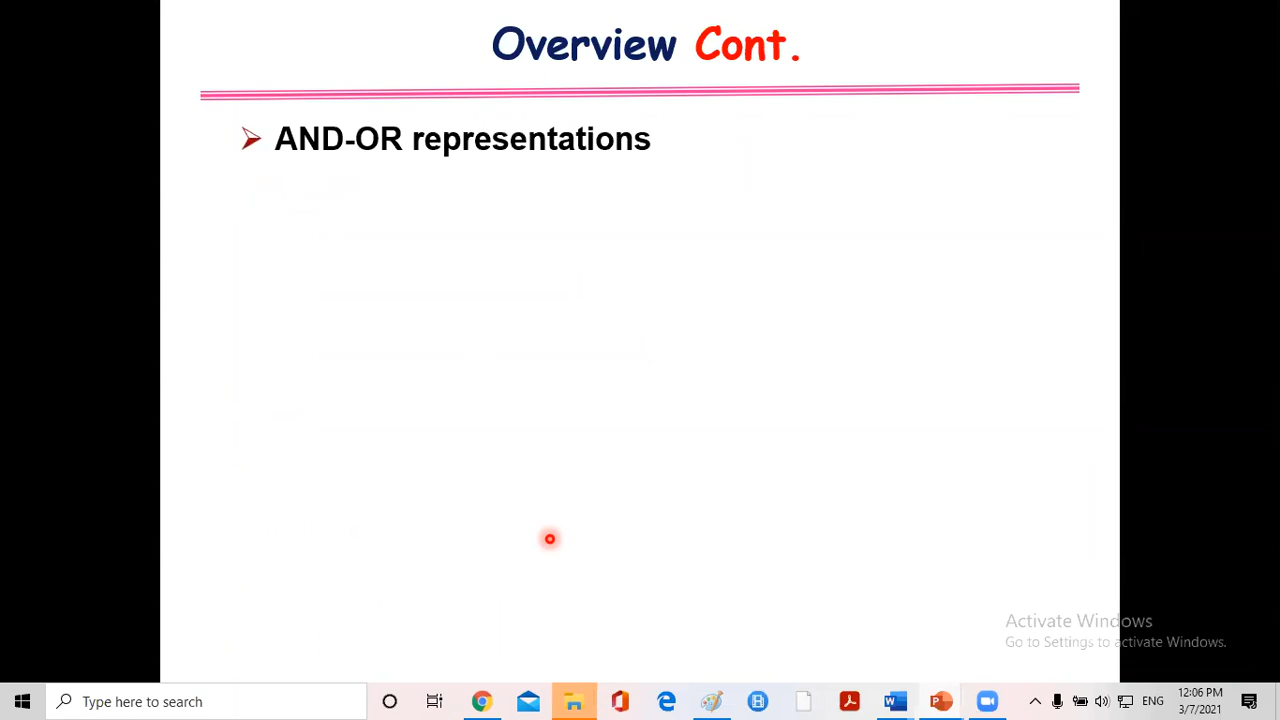 Overview Cont.
AND-OR representations
Activate Windows
Go to Settings to activate Windows.
Type here to search
ENG
12:06 PM
3/7/2021